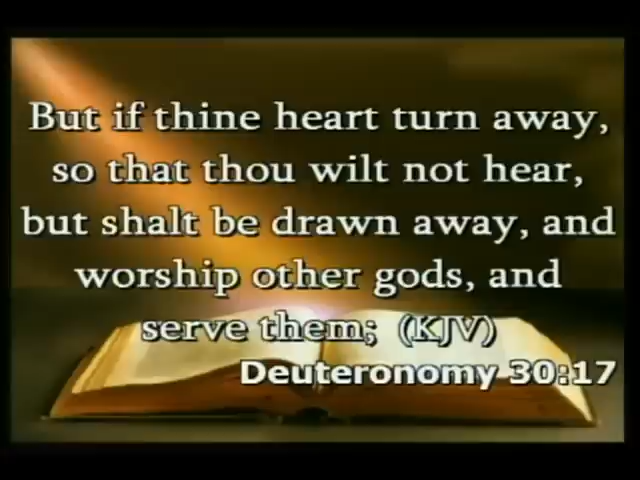 But if thine heart turn away,
so that thou wilt not hear,
but shalt be drawn away, and
worship other gods, and
serve them; (KJV)
Deuteronomy 30:17